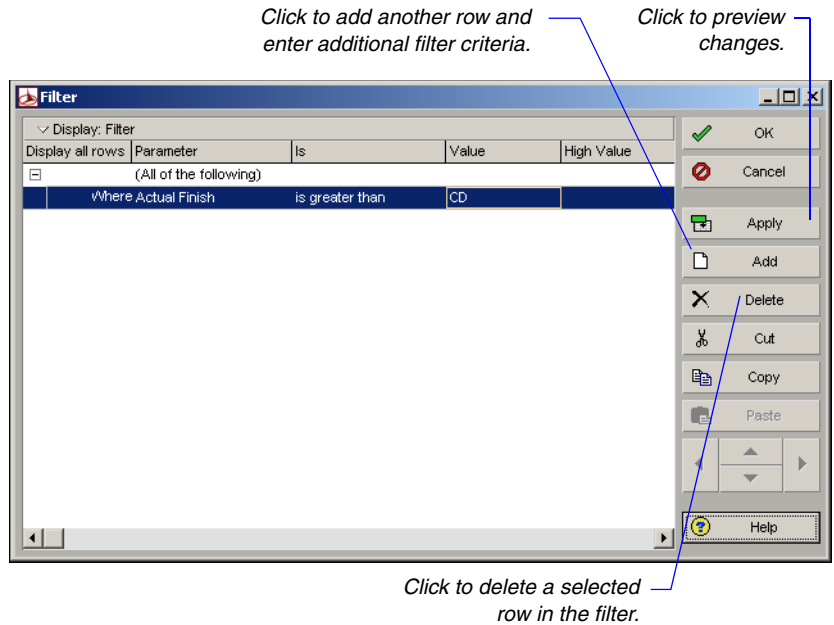 Click to add another row and
enter additional filter criteria.
Click to preview
changes.
Filter
Display: Filter
Display all rows Parameter Is Value High Value
(All of the following)
Where Actual Finish is greater than CD
OK
Cancel
Apply
Add
Delete
Cut
Copy
Paste
Help
Click to delete a selected
row in the filter.